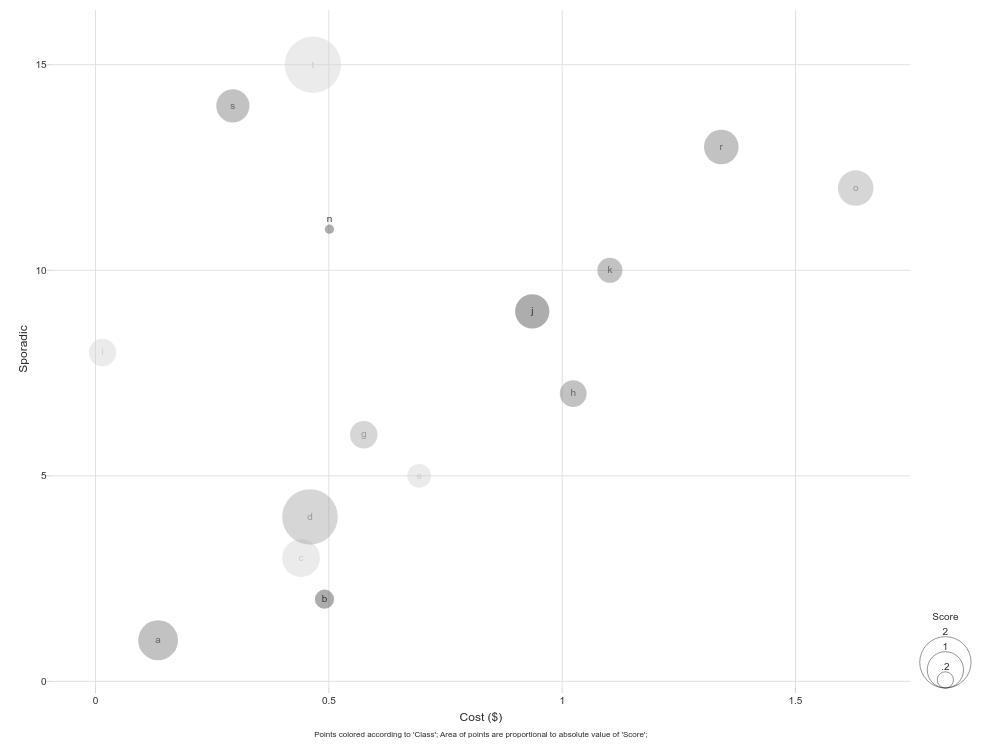 15
t
s
r
o
n
10
k
j
Sporadic
i
h
g
5
e
d
c
b
a
0
0
0.5
1
1.5
Cost ($)
Score
2
1
.2
Points colored according to 'Class'; Area of points are proportional to absolute value of 'Score';